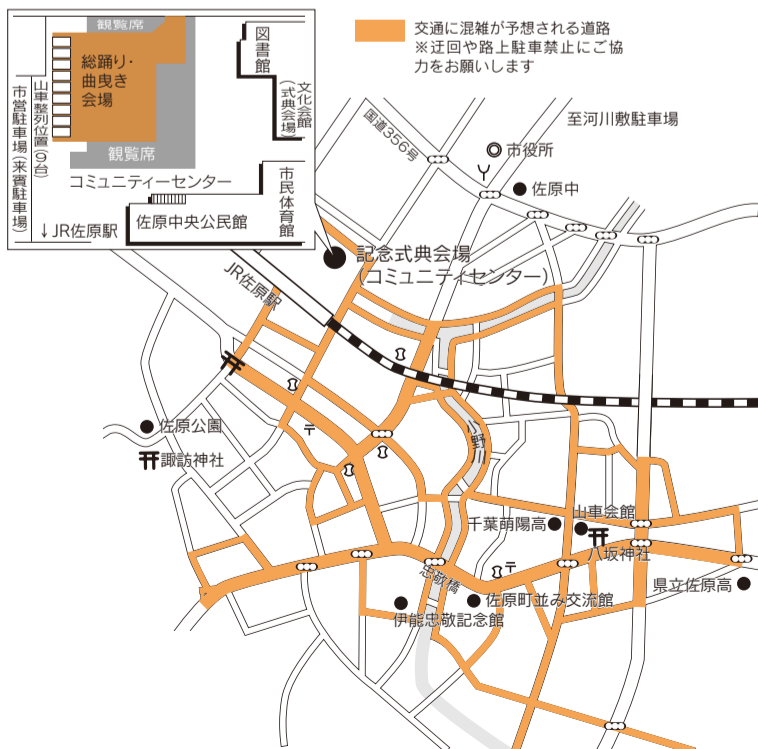 観覧席
総踊り・
曲曳き
会場
観覧席
山車整列位置(9台)
市営駐車場(来賓駐車場)
図書館
文化会館
(式典会場)
コミュニティーセンター
市民体育館
佐原中央公民館
↓JR佐原駅
交通に混雑が予想される道路
※迂回や路上駐車禁止にご協
力をお願いします
国道356号
至河川敷駐車場
◎市役所
佐原中
記念式典会場
(コミュニティセンター)
JR佐原駅
佐原公園
諏訪神社
小野川
千葉萌陽高
山車会館
八坂神社
忠敬橋
佐原町並み交流館
伊能忠敬記念館
県立佐原高